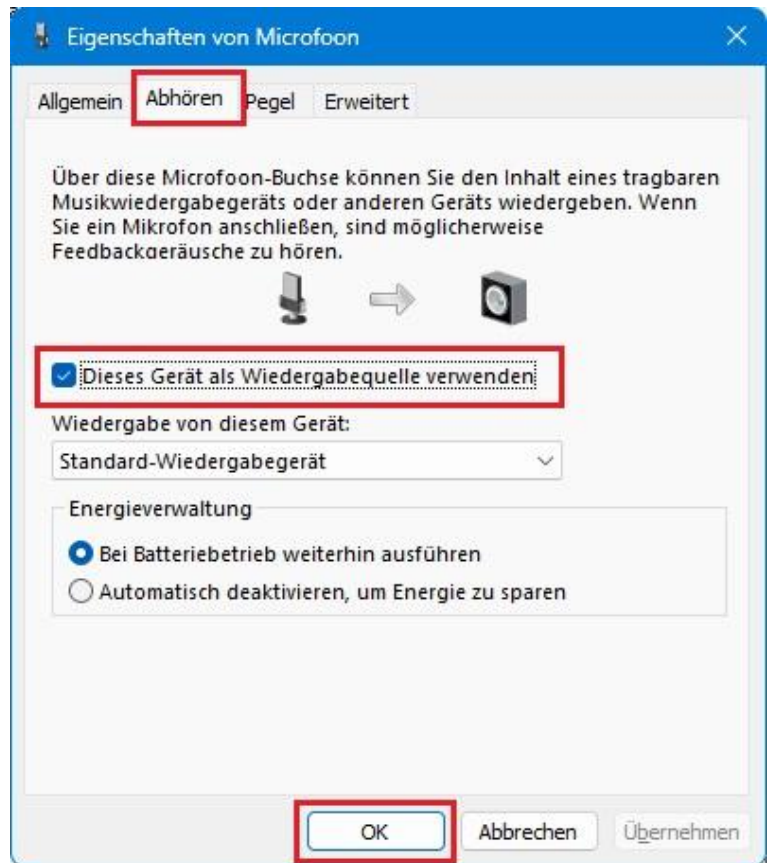 Eigenschaften von Microfoon
Allgemein Abhören Pegel Erweitert
Über diese Microfoon-Buchse können Sie den Inhalt eines tragbaren
Musikwiedergabegeräts oder anderen Geräts wiedergeben. Wenn
Sie ein Mikrofon anschließen, sind möglicherweise
Feedbackgeräusche zu hören.
Dieses Gerät als Wiedergabequelle verwenden
Wiedergabe von diesem Gerät:
Standard-Wiedergabegerät
Energieverwaltung
Bei Batteriebetrieb weiterhin ausführen
Automatisch deaktivieren, um Energie zu sparen
OK Abbrechen Übernehmen